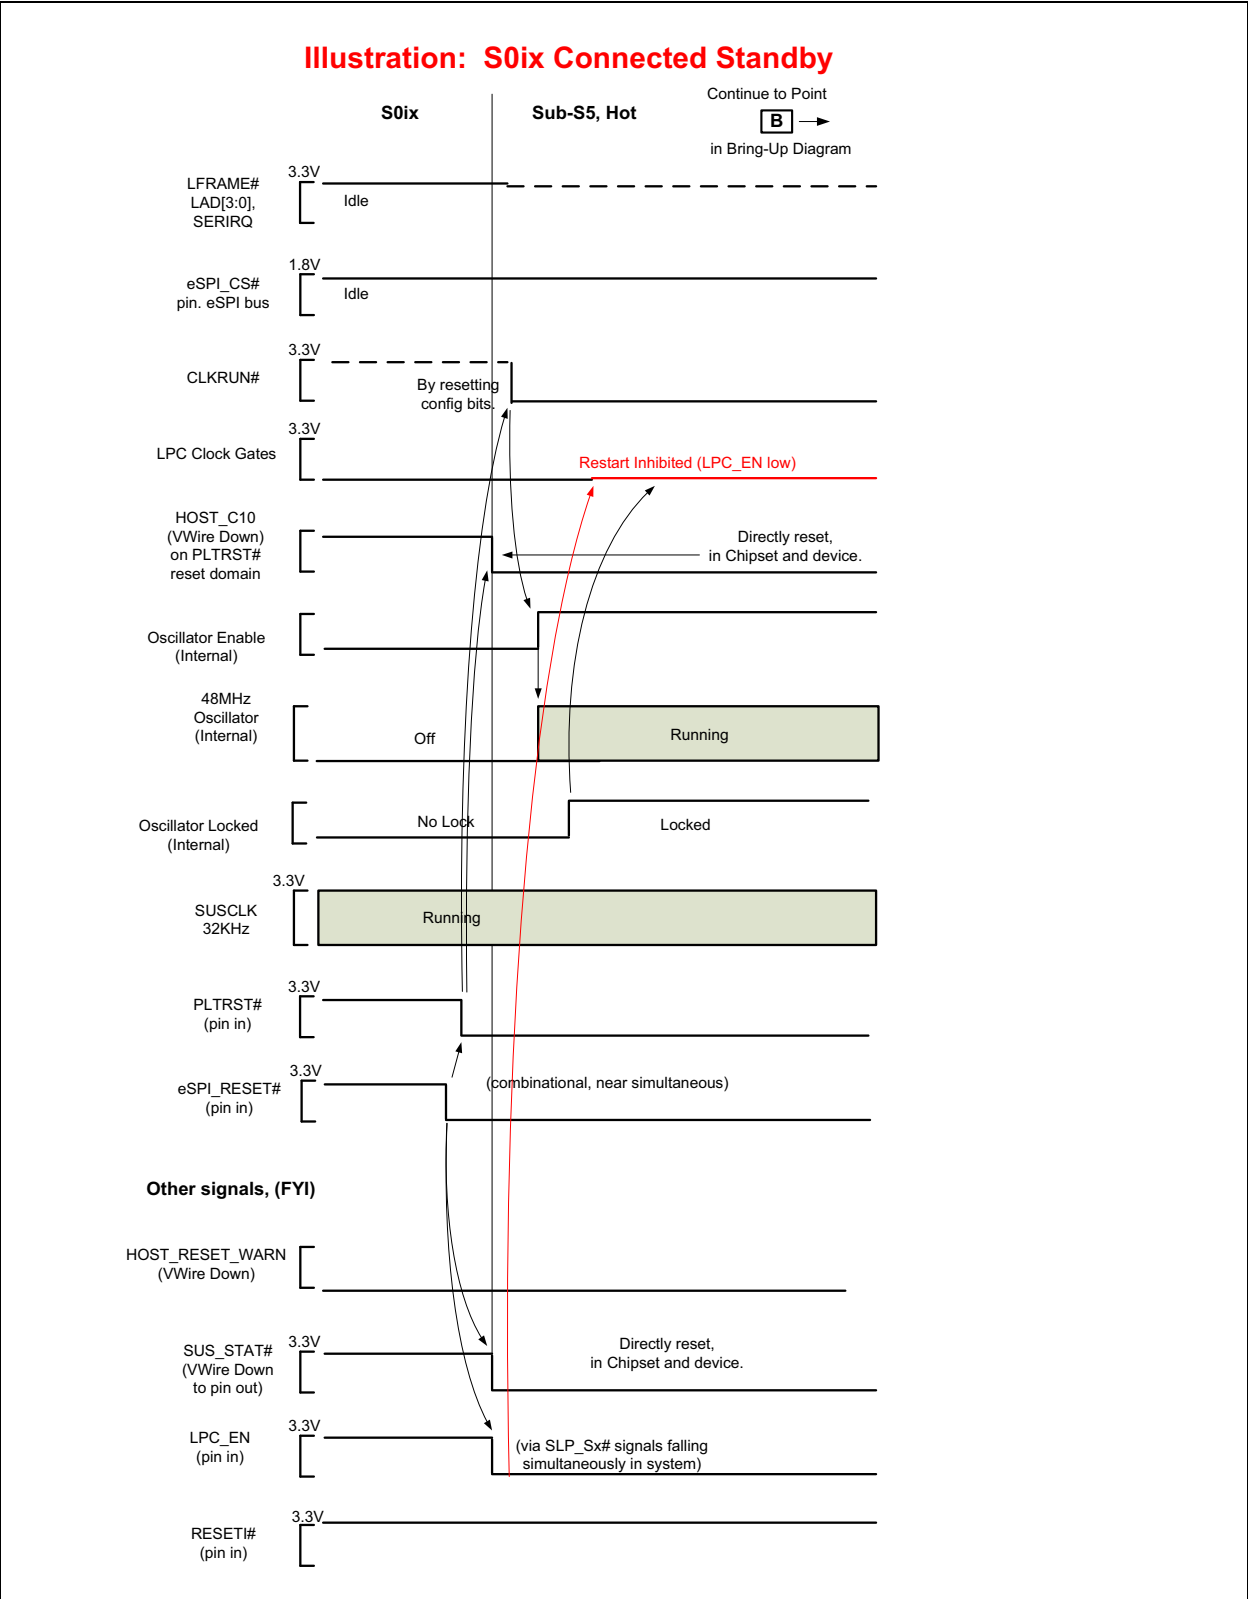 Illustration:  S0ix Connected Standby
Continue to Point
S0ix
Sub-S5, Hot
B
in Bring-Up Diagram
3.3V
LFRAME#
LAD[3:0],
SERIRQ
Idle
1.8V
eSPI_CS#
pin. eSPI bus
Idle
3.3V
CLKRUN#
By resetting
config bits.
3.3V
LPC Clock Gates
Restart Inhibited (LPC_EN low)
HOST_C10
(VWire Down)
on PLTRST#
reset domain
Directly reset,
in Chipset and device.
Oscillator Enable
(Internal)
48MHz
Oscillator
(Internal)
Off
Running
Oscillator Locked
(Internal)
No Lock
Locked
3.3V
SUSCLK
32KHz
Running
3.3V
PLTRST#
(pin in)
3.3V
eSPI_RESET#
(pin in)
(combinational, near simultaneous)
Other signals, (FYI)
HOST_RESET_WARN
(VWire Down)
3.3V
SUS_STAT#
(VWire Down
to pin out)
Directly reset,
in Chipset and device.
3.3V
LPC_EN
(pin in)
(via SLP_Sx# signals falling
simultaneously in system)
3.3V
RESETI#
(pin in)